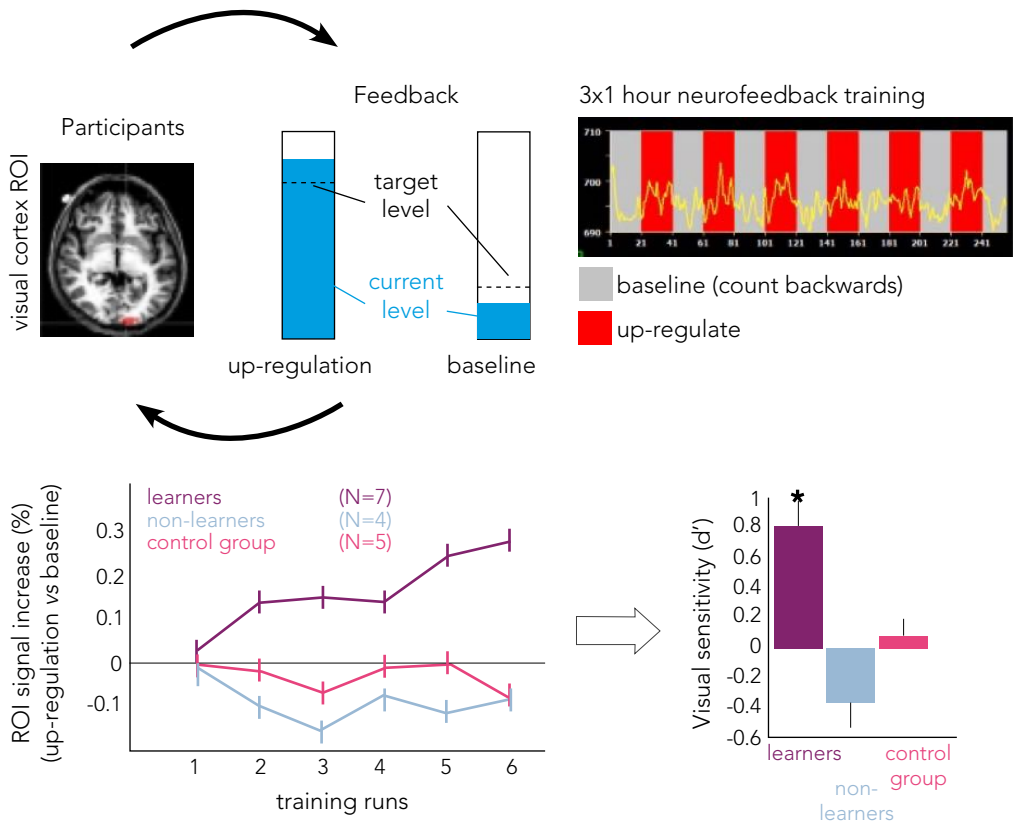 Feedback
3x1 hour neurofeedback training
Participants
visual cortex ROI
target
level
current
level
up-regulation
baseline
710
700
690
1 21 41 61 81 101 121 141 161 181 201 221 241
baseline (count backwards)
up-regulate
ROI signal increase (%)
(up-regulation vs baseline)
learners (N=7)
non-learners (N=4)
control group (N=5)
0.3
0.2
0.1
0
-0.1
1 2 3 4 5 6
training runs
Visual sensitivity (d′)
1
0.8
0.6
0.4
0.2
0
-0.2
-0.4
-0.6
*
learners
non-
learners
control
group